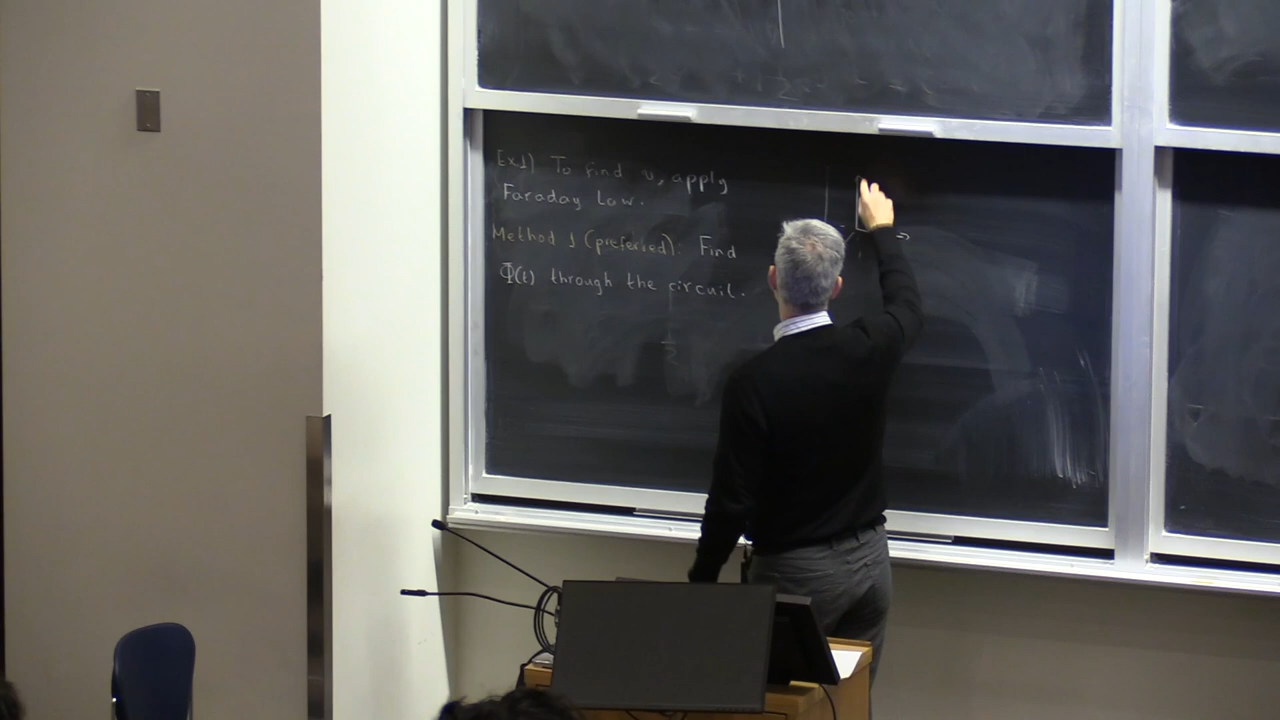 Ex1) To find v, apply
Faraday Law.
Method 1 (preferred): Find
Φ(t) through the circuit.